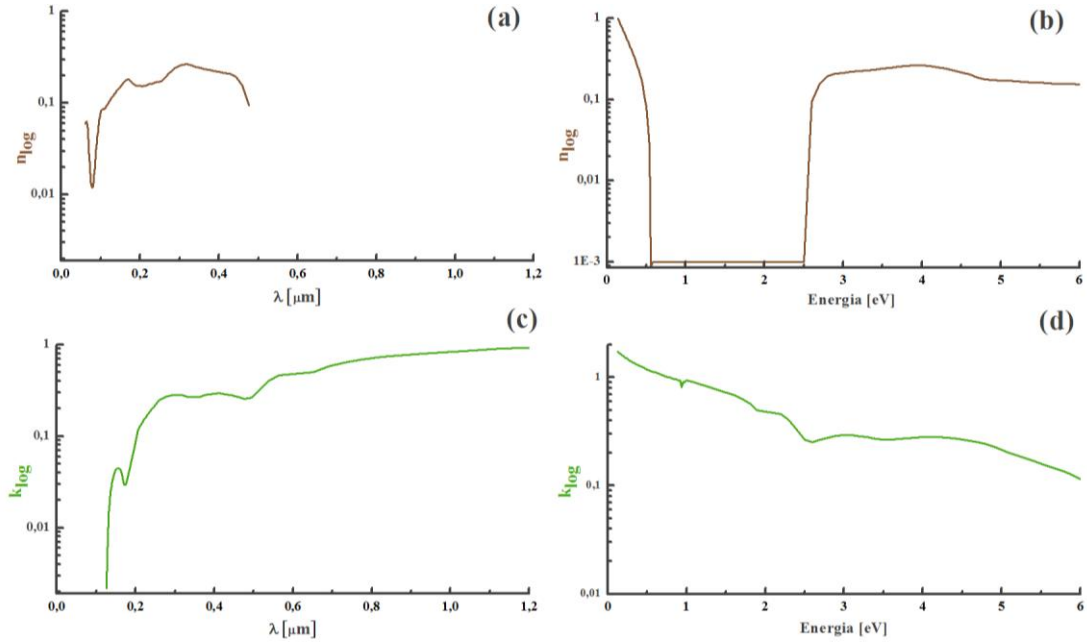 (a)
1
0,1
0,01
n_log
0,0 0,2 0,4 0,6 0,8 1,0 1,2
λ [µm]
(b)
1
0,1
0,01
1E-3
n_log
0 1 2 3 4 5 6
Energia [eV]
(c)
1
0,1
0,01
k_log
0,0 0,2 0,4 0,6 0,8 1,0 1,2
λ [µm]
(d)
1
0,1
0,01
k_log
0 1 2 3 4 5 6
Energia [eV]